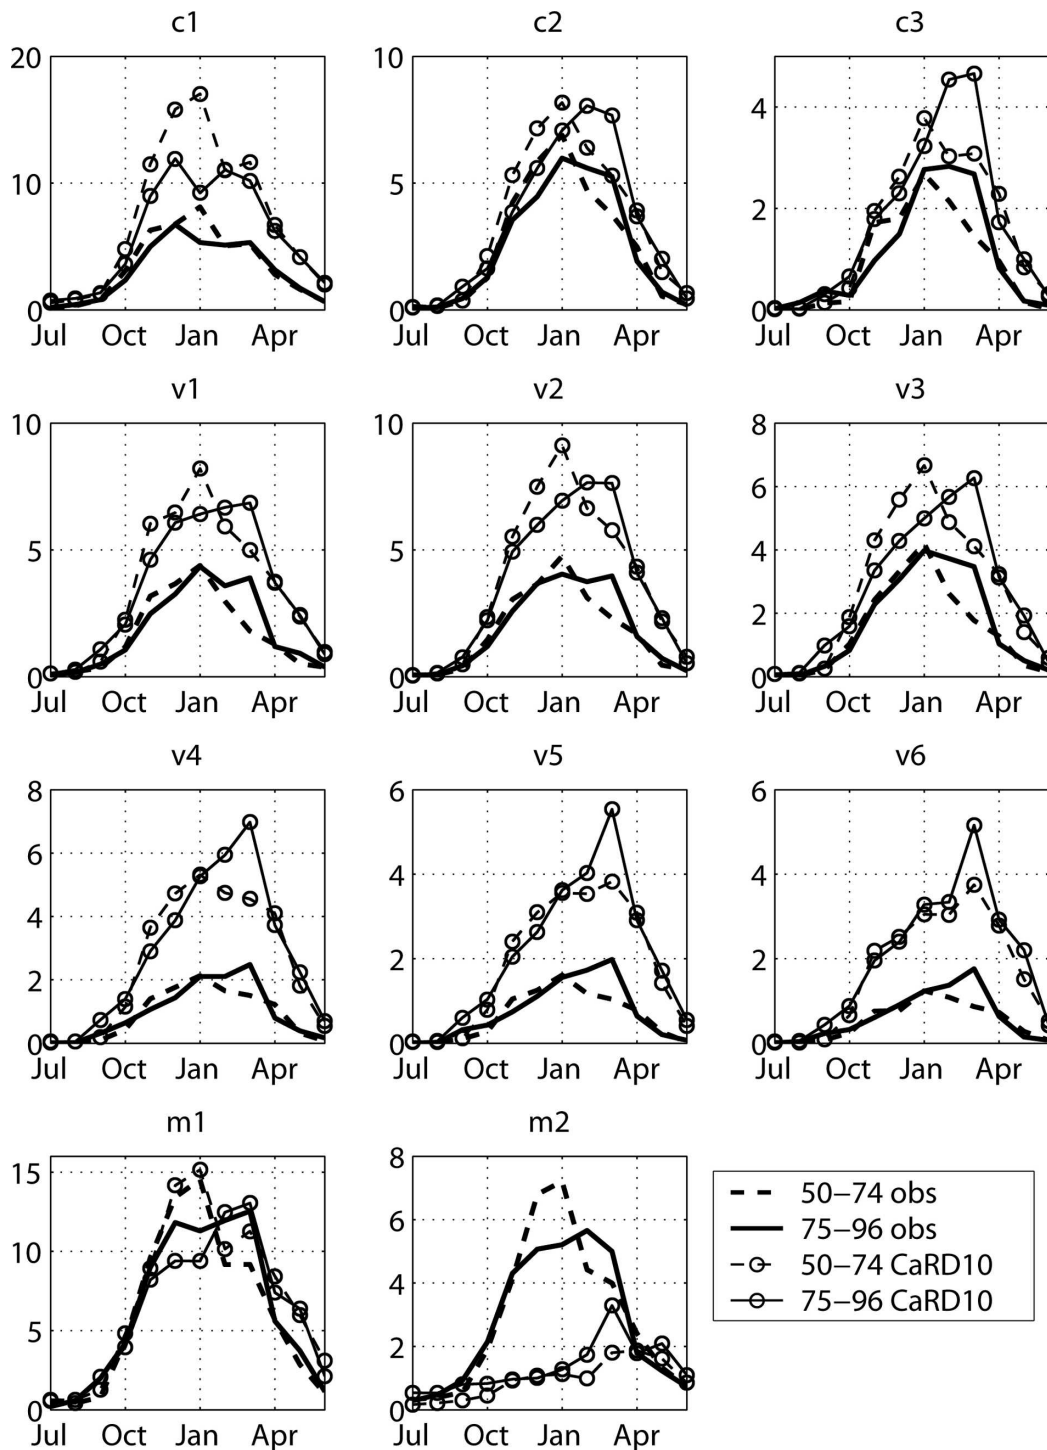 c1 c2 c3
20 10 4
10 5 2
0 0 0
Jul Oct Jan Apr Jul Oct Jan Apr Jul Oct Jan Apr
v1 v2 v3
10 10 8
6
5 5 4
2
0 0 0
Jul Oct Jan Apr Jul Oct Jan Apr Jul Oct Jan Apr
v4 v5 v6
8 6 6
6 4 4
4
2 2 2
0 0 0
Jul Oct Jan Apr Jul Oct Jan Apr Jul Oct Jan Apr
m1 m2
15 8
10 6
4
5 2
0 0
Jul Oct Jan Apr Jul Oct Jan Apr
50–74 obs
75–96 obs
50–74 CaRD10
75–96 CaRD10